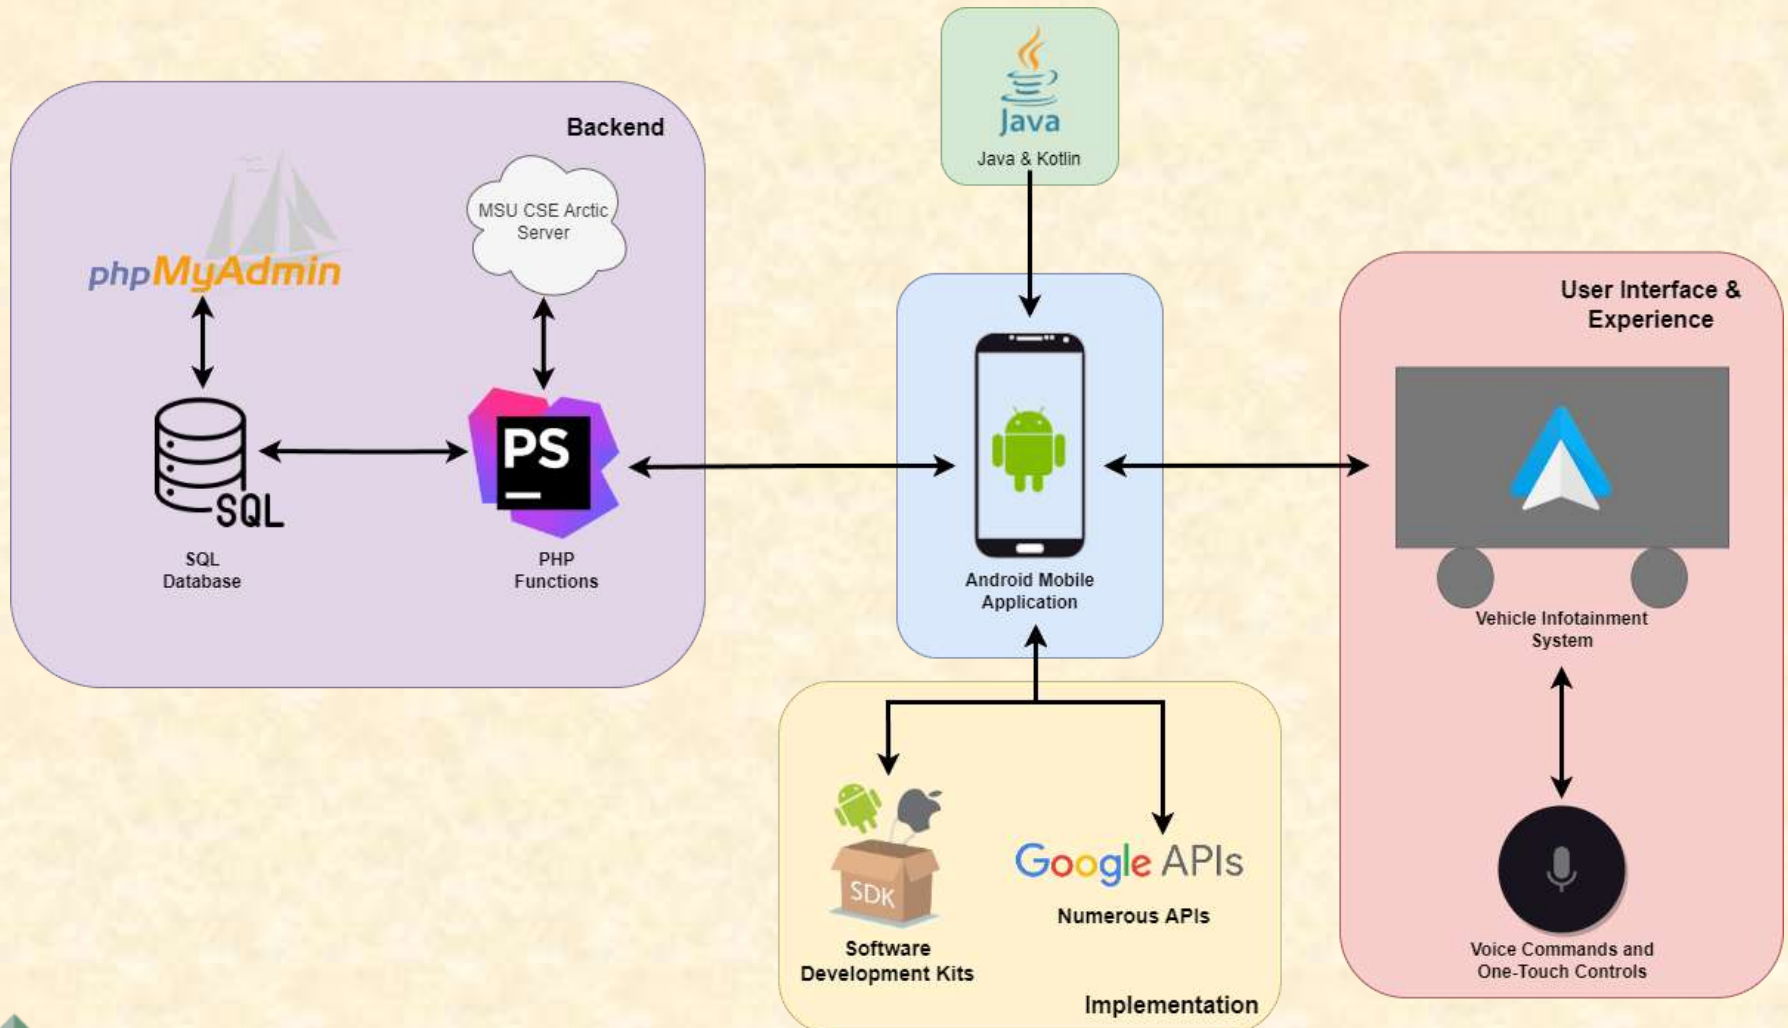 Backend
phpMyAdmin
MSU CSE Arctic
Server
SQL
SQL
Database
PS
PHP
Functions
Java
Java & Kotlin
Android Mobile
Application
SDK
Software
Development Kits
Google APIs
Numerous APIs
Implementation
User Interface &
Experience
Vehicle Infotainment
System
Voice Commands and
One-Touch Controls